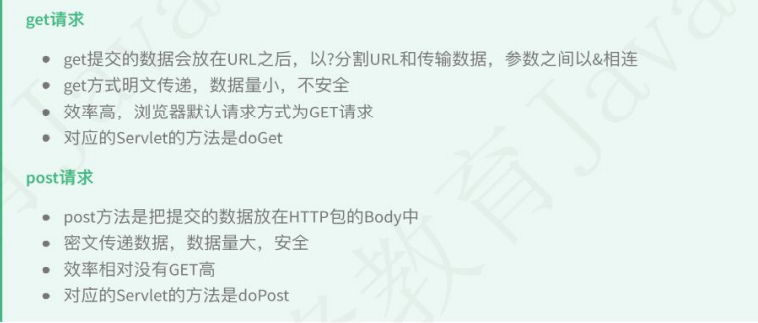 get请求
get提交的数据会放在URL之后，以?分割URL和传输数据，参数之间以&相连
get方式明文传递，数据量小，不安全
效率高，浏览器默认请求方式为GET请求
对应的Servlet的方法是doGet
post请求
post方法是把提交的数据放在HTTP包的Body中
密文传递数据，数据量大，安全
效率相对没有GET高
对应的Servlet的方法是doPost
教育Java
Java